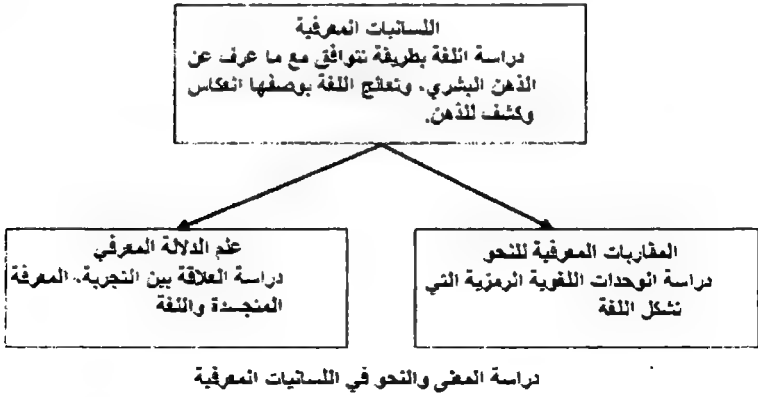 اللسانيات المعرفية
دراسة اللغة بطريقة تتوافق مع ما عرف عن
الذهن البشري، وتعالج اللغة بوصفها انعكاس
وكشف للذهن.
المقاربات المعرفية للنحو
دراسة الوحدات اللغوية الرمزية التي
تشكل اللغة
علم الدلالة المعرفي
دراسة العلاقة بين التجربة، المعرفة
المتجسدة واللغة
دراسة المعنى والنحو في اللسانيات المعرفية